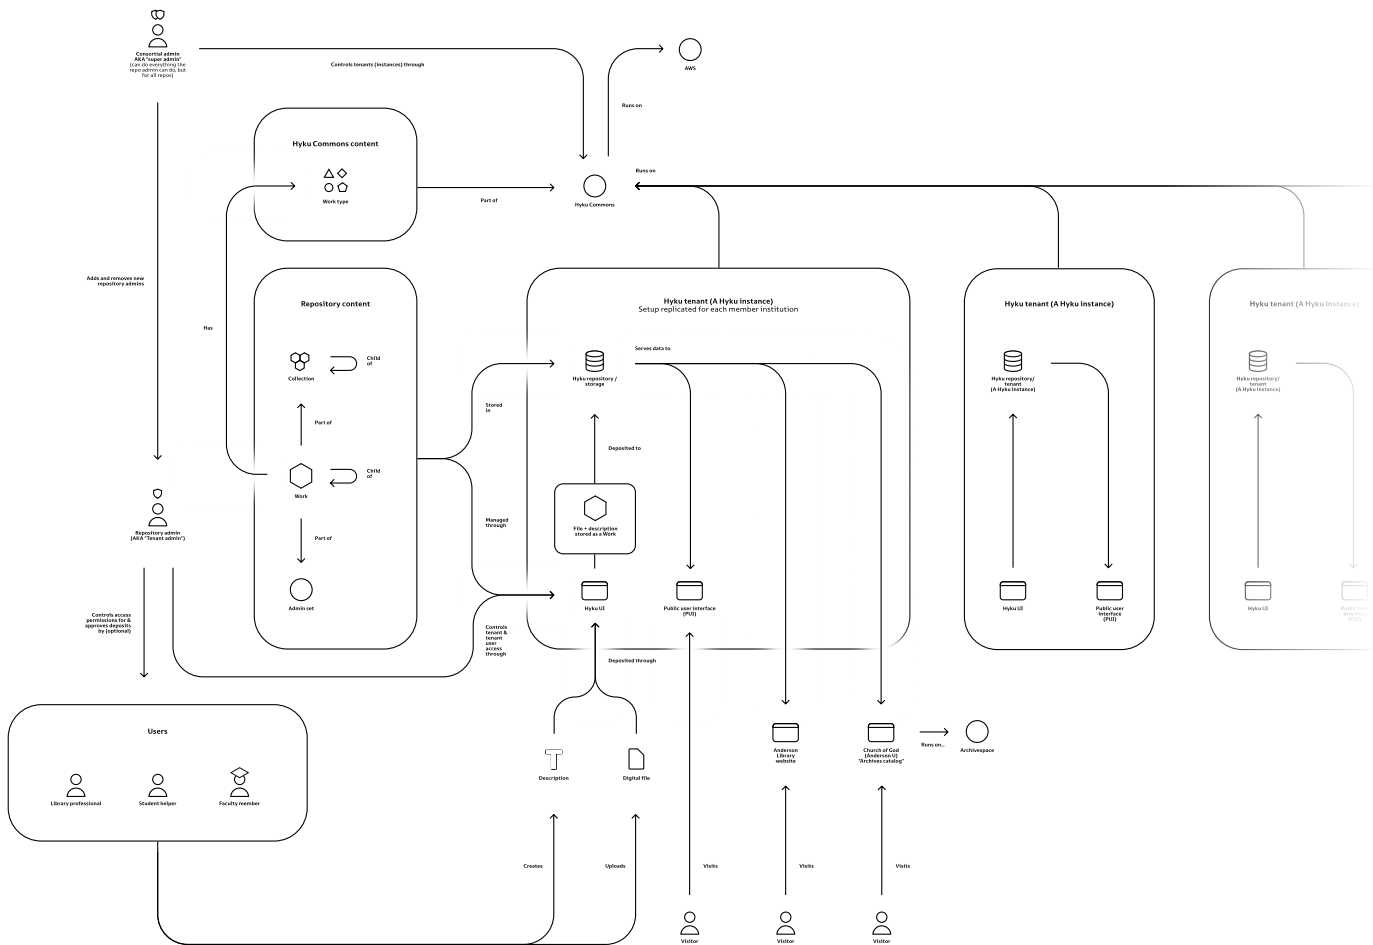 Consortial admin
AKA "super admin"
(can do everything the
repo admin can do, but
for all repos)
Controls tenants (instances) through
AWS
Runs on
Hyku Commons content
Work type
Part of
Hyku Commons
Runs on
Adds and removes new
repository admins
Has
Repository content
Collection
Child
of
Part of
Work
Child
of
Part of
Admin set
Stored
in
Managed
through
Controls
tenant &
tenant
user
access
through
Hyku tenant (A Hyku instance)
Setup replicated for each member institution
Hyku repository /
storage
Serves data to
Deposited to
File + description
stored as a Work
Hyku UI
Public user interface
(PUI)
Deposited through
Hyku tenant (A Hyku instance)
Hyku repository/
tenant
(A Hyku instance)
Hyku UI
Public user
interface
(PUI)
Hyku tenant (A Hyku instance)
Hyku repository/
tenant
(A Hyku instance)
Hyku UI
Public user
interface
(PUI)
Repository admin
(AKA "Tenant admin")
Controls access
permissions for &
approves deposits
by (optional)
Users
Library professional
Student helper
Faculty member
Description
Digital file
Anderson
Library
website
Church of God
(Anderson U)
"Archives catalog"
Runs on...
Archivespace
Creates
Uploads
Visits
Visits
Visits
Visitor
Visitor
Visitor